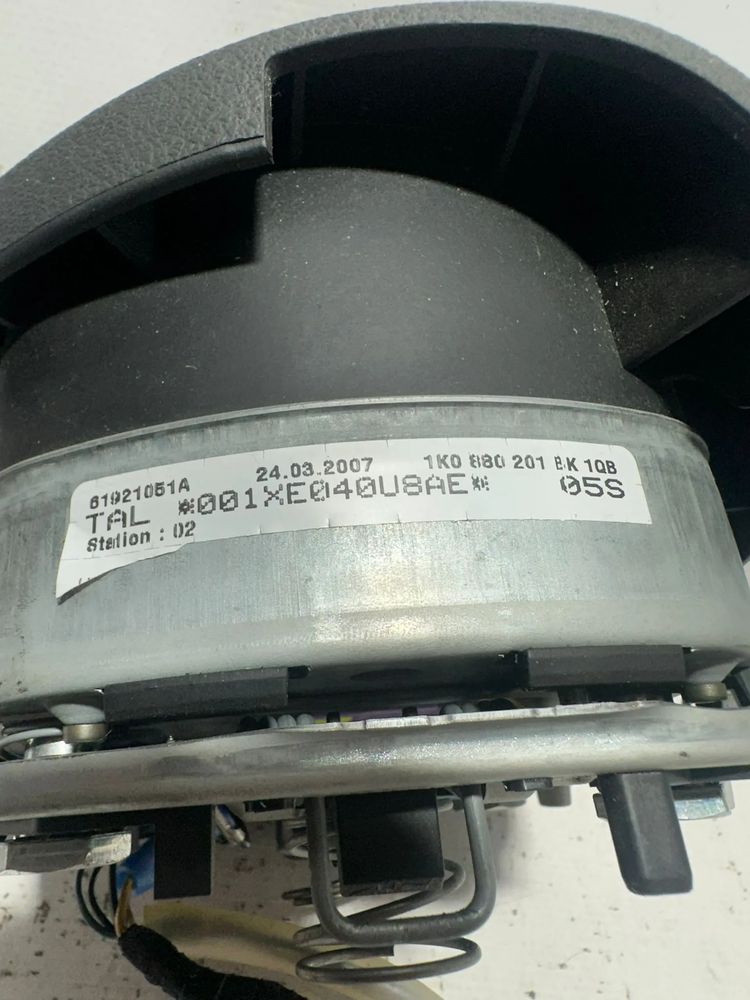 61921051A 24.03.2007 1K0 880 201 BK 1QB
TAL *001XE040U8AE* 05S
Station : 02